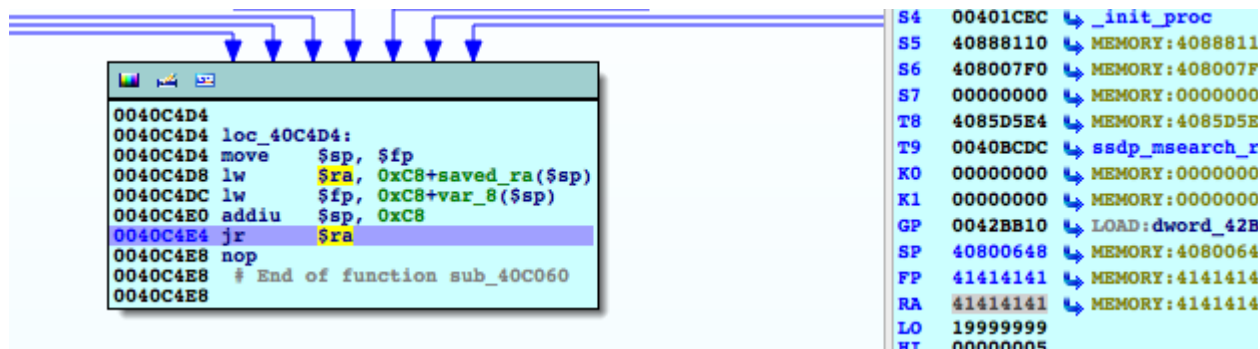 0040C4D4
0040C4D4 loc_40C4D4:
0040C4D4 move $sp, $fp
0040C4D8 lw $ra, 0xC8+saved_ra($sp)
0040C4DC lw $fp, 0xC8+var_8($sp)
0040C4E0 addiu $sp, 0xC8
0040C4E4 jr $ra
0040C4E8 nop
0040C4E8 # End of function sub_40C060
0040C4E8
S4 00401CEC _init_proc
S5 40888110 MEMORY:4088811
S6 408007F0 MEMORY:408007F
S7 00000000 MEMORY:0000000
T8 4085D5E4 MEMORY:4085D5E
T9 0040BCDC ssdp_msearch_r
K0 00000000 MEMORY:0000000
K1 00000000 MEMORY:0000000
GP 0042BB10 LOAD:dword_42B
SP 40800648 MEMORY:4080064
FP 41414141 MEMORY:4141414
RA 41414141 MEMORY:4141414
LO 19999999
HI 00000005